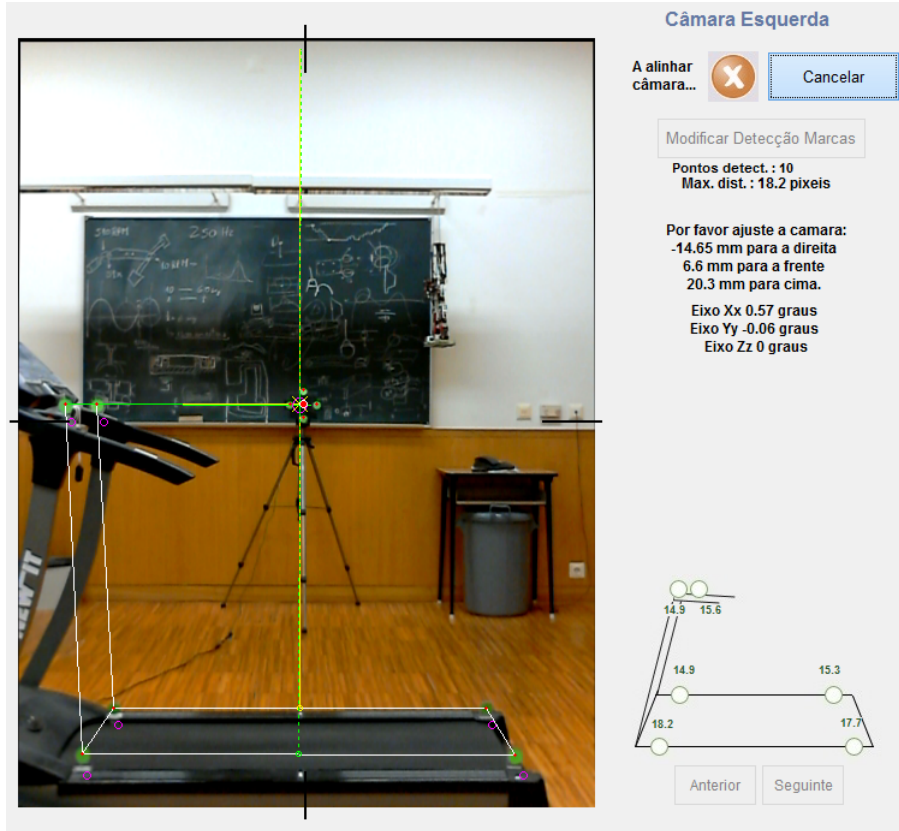 Câmara Esquerda
A alinhar
câmara...
Cancelar
Modificar Detecção Marcas
Pontos detect. : 10
Max. dist. : 18.2 pixeis
Por favor ajuste a camara:
-14.65 mm para a direita
6.6 mm para a frente
20.3 mm para cima.
Eixo Xx 0.57 graus
Eixo Yy -0.06 graus
Eixo Zz 0 graus
250 Hz
14.9 15.6
14.9 15.3
18.2 17.7
Anterior Seguinte